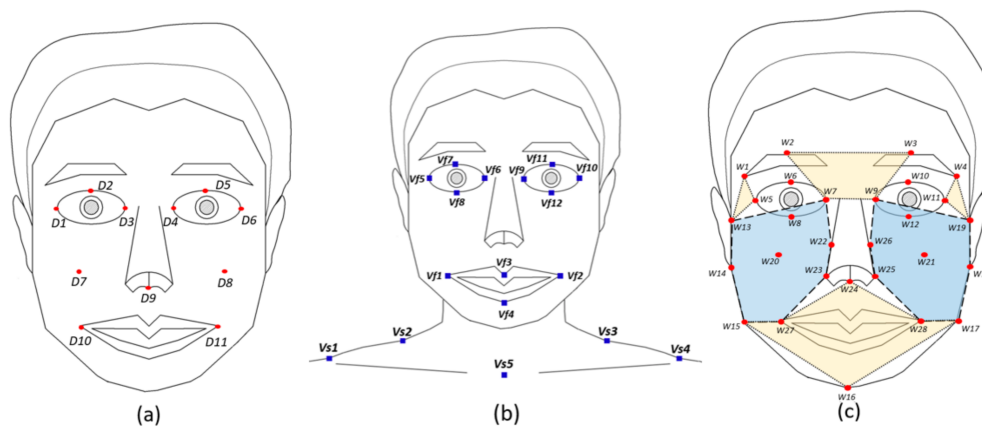 D2 D5
D1 D3 D4 D6
D7 D8
D9
D10 D11
(a)
Vf7 Vf11
Vf5 Vf6 Vf9 Vf10
Vf8 Vf12
Vf1 Vf3 Vf2
Vf4
Vs2 Vs3
Vs1 Vs4
Vs5
(b)
W2 W3
W1 W4
W6 W10
W7 W9
W5 W11
W13 W8 W12 W19
W22 W26
W20 W21
W14
W23 W25
W24
W15 W27 W28 W17
W16
(c)